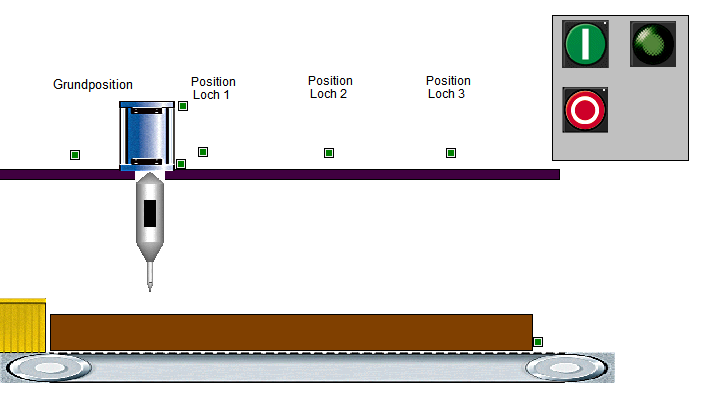 Grundposition
Position
Loch 1
Position
Loch 2
Position
Loch 3